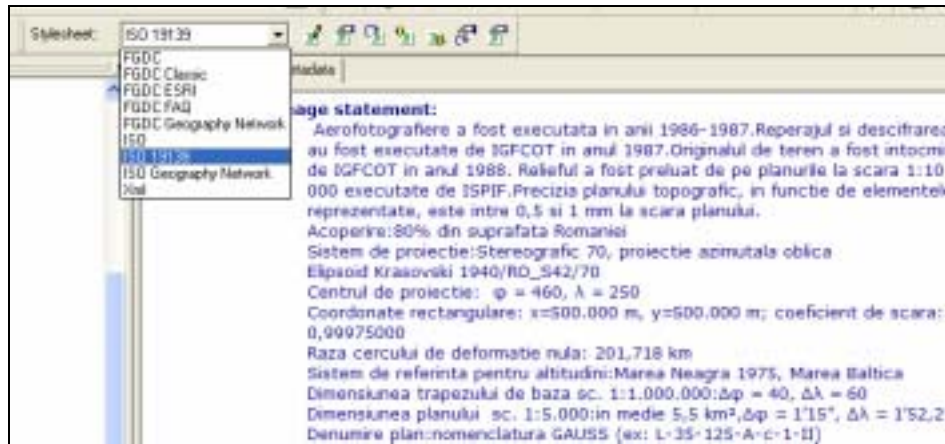 Stylesheet: ISO 19139
FGDC
FGDC Classic
FGDC ESRI
FGDC FAQ
FGDC Geography Network
ISO
ISO 19139
ISO Geography Network
Xml
tadata
age statement:
Aerofotografiere a fost executata in anii 1986-1987.Reperajul si descifrarea
au fost executate de IGFCOT in anul 1987.Originalul de teren a fost intocmi
de IGFCOT in anul 1988. Relieful a fost preluat de pe planurile la scara 1:10
000 executate de ISPIF.Precizia planului topografic, in functie de elementele
reprezentate, este intre 0,5 si 1 mm la scara planului.
Acoperire:80% din suprafata Romaniei
Sistem de proiectie:Stereografic 70, proiectie azimutala oblica
Elipsoid Krasovski 1940/RO_S42/70
Centrul de proiectie: φ = 460, λ = 250
Coordonate rectangulare: x=500.000 m, y=500.000 m; coeficient de scara:
0,99975000
Raza cercului de deformatie nula: 201,718 km
Sistem de referinta pentru altitudini:Marea Neagra 1975, Marea Baltica
Dimensiunea trapezului de baza sc. 1:1.000.000:Δφ = 40, Δλ = 60
Dimensiunea planului sc. 1:5.000:in medie 5,5 km²,Δφ = 1'15", Δλ = 1'52,2
Denumire plan:nomenclatura GAUSS (ex: L-35-125-A-c-1-II)